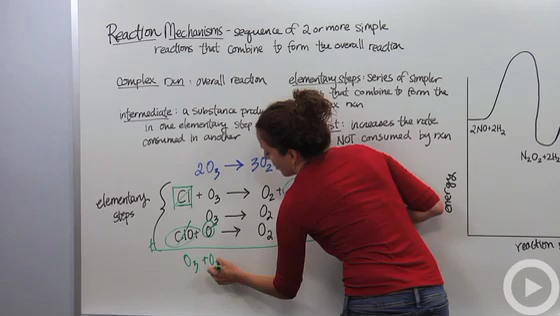 Reaction Mechanisms - sequence of 2 or more simple
reactions that combine to form the overall reaction
complex rxn: overall reaction
elementary steps: series of simpler
that combine to form the
rxn
intermediate: a substance
in one elementary step
consumed in another
increases the rate
NOT consumed by rxn
2O₃ → 3O₂
elementary
steps
Cl + O₃ → O₂ +
O₃ → O₂
ClO + O → O₂
O₃ + O₃
energy
2NO+2H₂
reaction